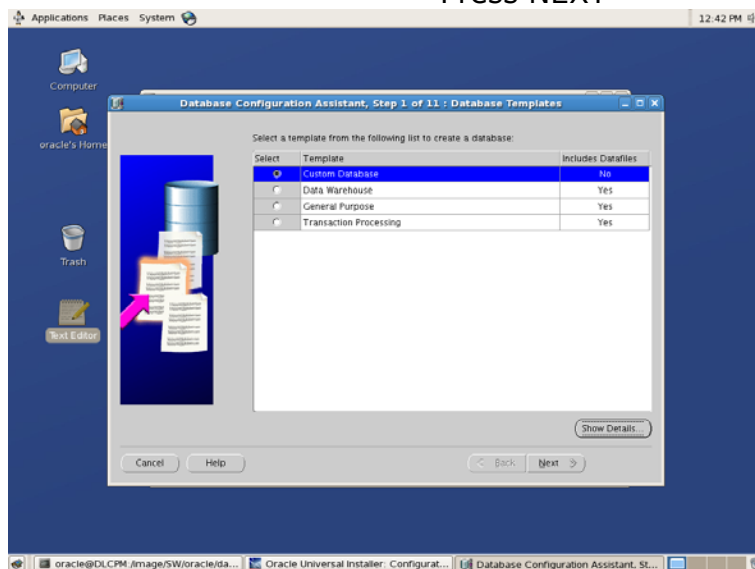 Press NEXT
Applications Places System 12:42 PM
Computer
Database Configuration Assistant, Step 1 of 11 : Database Templates
oracle's Home
Select a template from the following list to create a database:
Select Template Includes Datafiles
Custom Database No
Data Warehouse Yes
General Purpose Yes
Transaction Processing Yes
Trash
Text Editor
Show Details...
Cancel Help Back Next
oracle@DLCPM:/image/SW/oracle/da... Oracle Universal Installer: Configurat... Database Configuration Assistant, St...